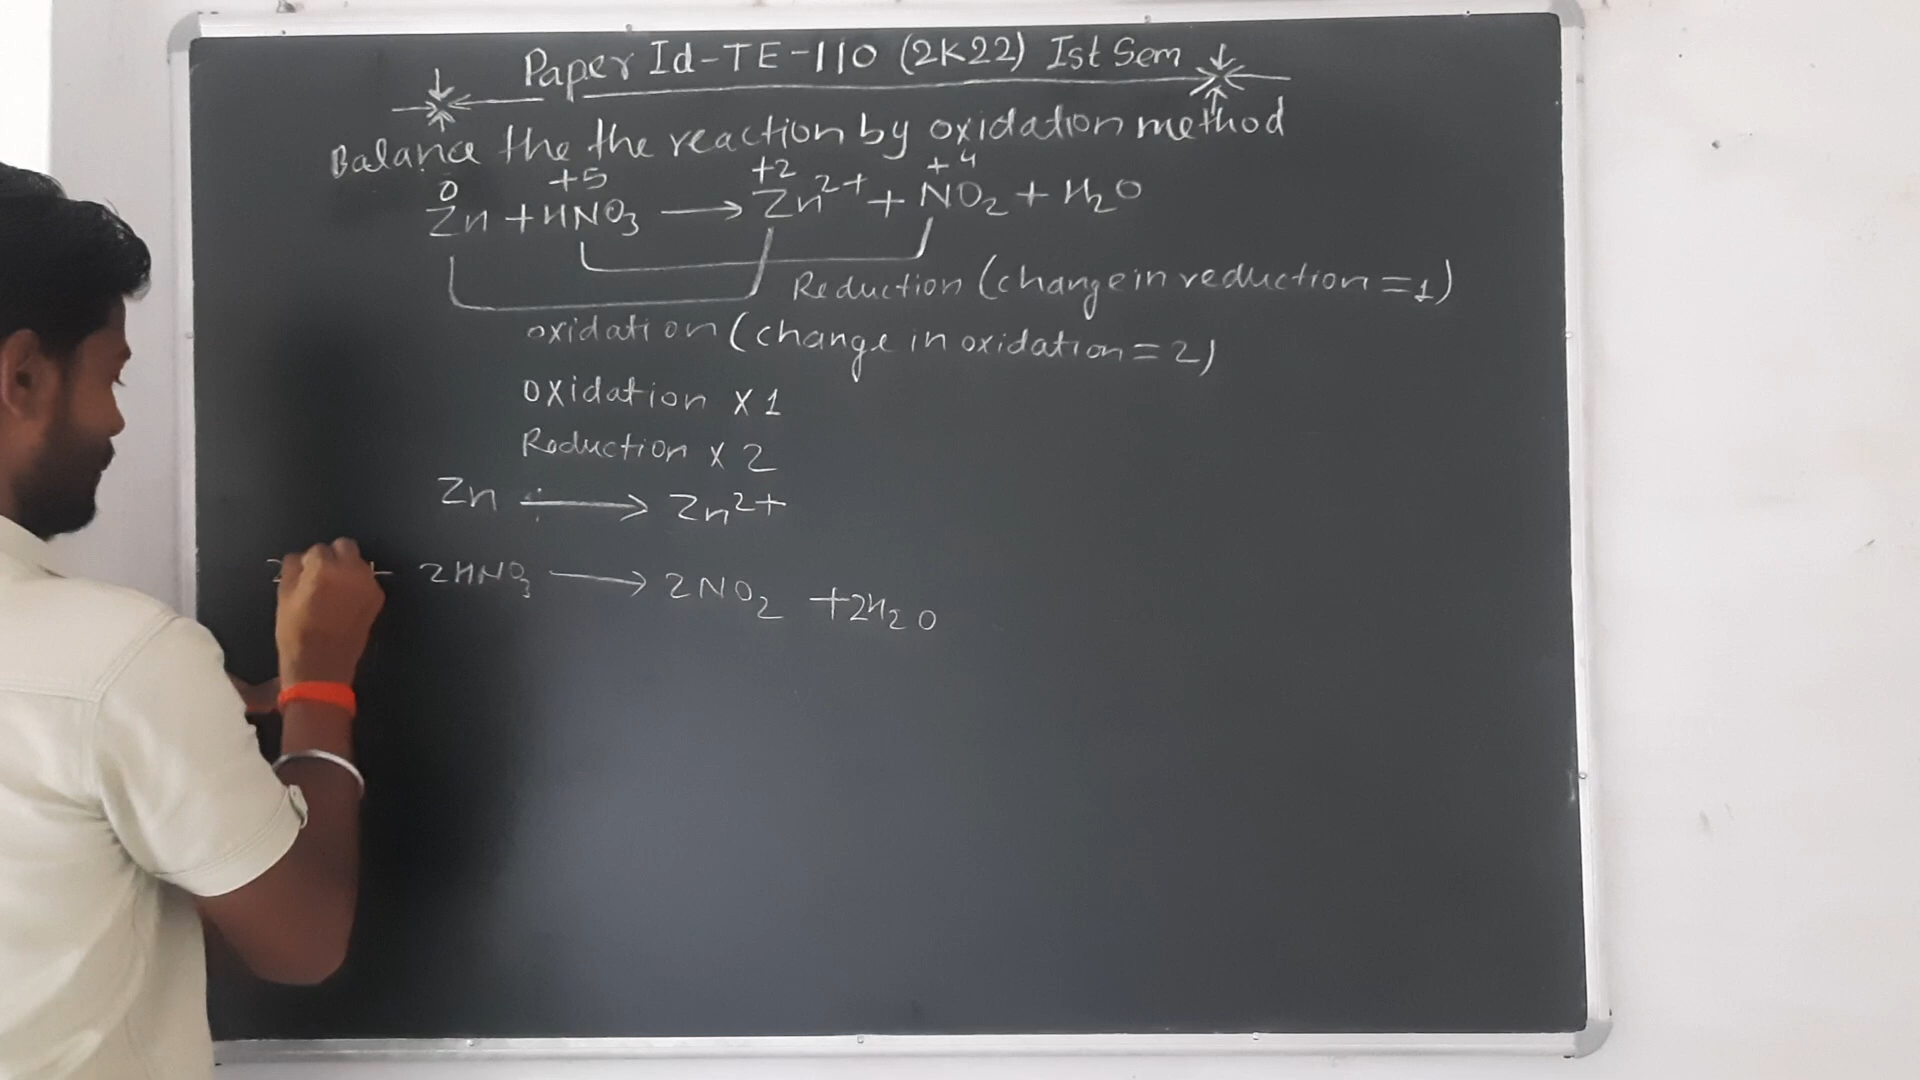 Paper Id-TE-110 (2K22) Ist Sem
Balance the the reaction by oxidation method
0 +5 +2 +4
Zn + HNO3 → Zn2+ + NO2 + H2O
Reduction (change in reduction = 1)
oxidation (change in oxidation = 2)
oxidation X 1
Reduction X 2
Zn → Zn2+
2 + 2HNO3 → 2NO2 + 2H2O